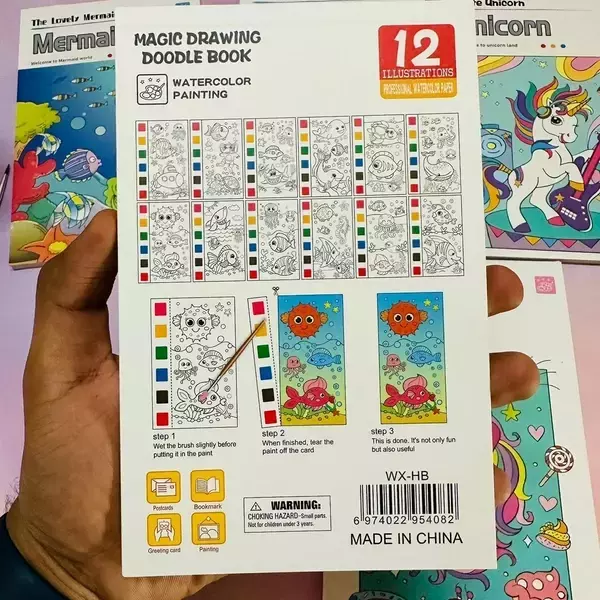 The Lovely Mermaid
Mermaid
Welcome to Mermaid world
MAGIC DRAWING
DOODLE BOOK
WATERCOLOR
PAINTING
12
ILLUSTRATIONS
PROFESSIONAL WATERCOLOR PAPER
Unicorn
nicorn
to unicorn land
step 1
Wet the brush slightly before
putting it in the paint
step 2
When finished, tear the
paint off the card
step 3
This is done. It's not only fun
but also useful
Postcards
Bookmark
Greeting card
Painting
WARNING:
CHOKING HAZARD-Small parts.
Not for children under 3 years.
WX-HB
6 974022 954082
MADE IN CHINA